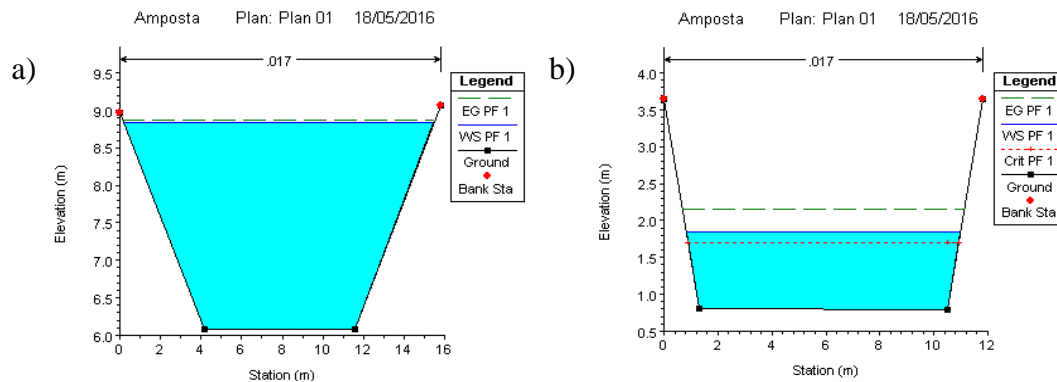 Amposta Plan: Plan 01 18/05/2016
a)
.017
9.5
9.0
8.5
8.0
7.5
7.0
6.5
6.0
Elevation (m)
0 2 4 6 8 10 12 14 16
Station (m)
Legend
EG PF 1
WS PF 1
Ground
Bank Sta
Amposta Plan: Plan 01 18/05/2016
b)
.017
4.0
3.5
3.0
2.5
2.0
1.5
1.0
0.5
Elevation (m)
0 2 4 6 8 10 12
Station (m)
Legend
EG PF 1
WS PF 1
Crit PF 1
Ground
Bank Sta